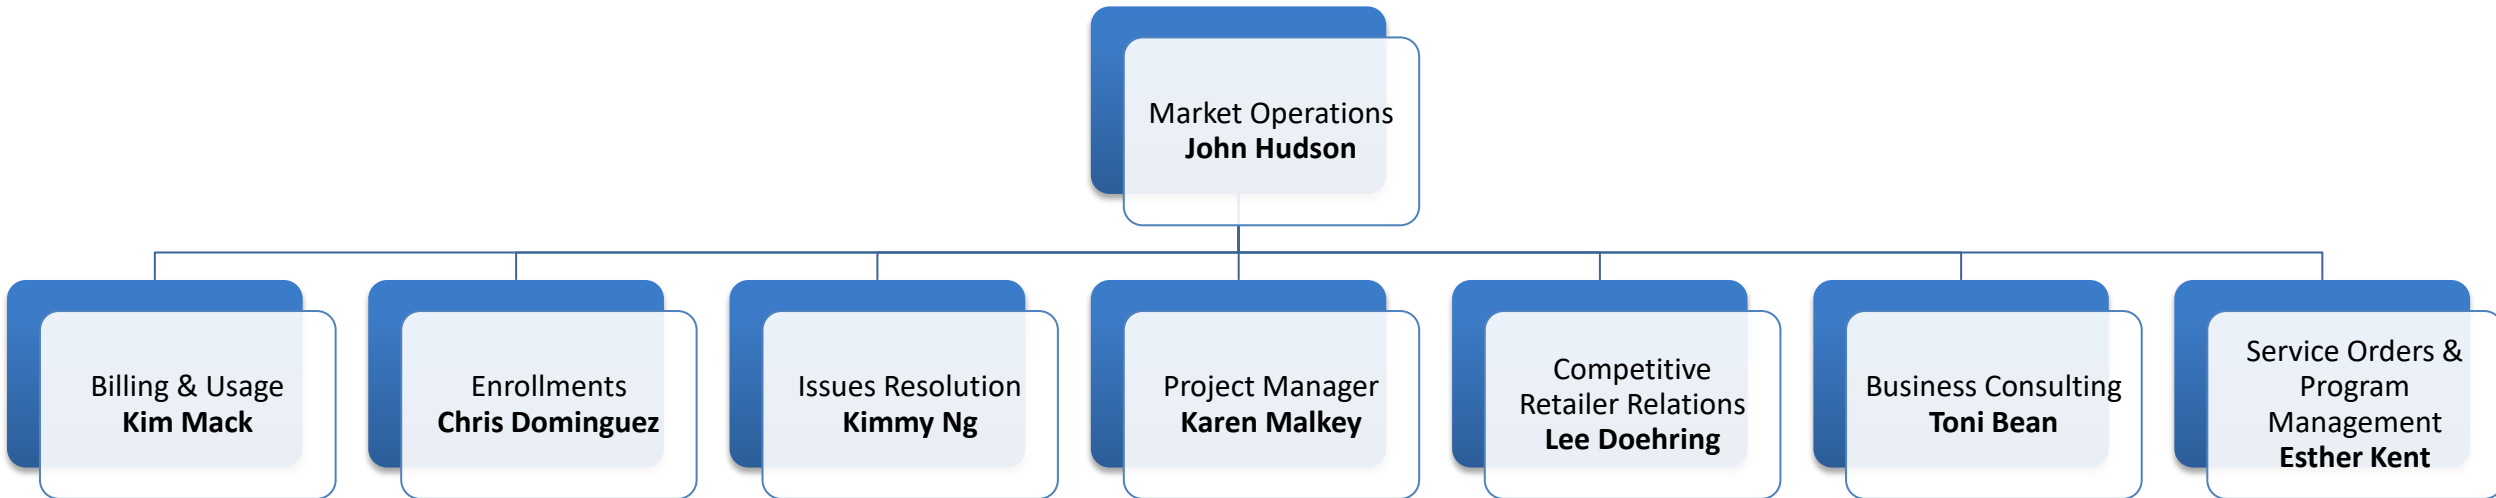 Market Operations
John Hudson
Billing & Usage
Kim Mack
Enrollments
Chris Dominguez
Issues Resolution
Kimmy Ng
Project Manager
Karen Malkey
Competitive
Retailer Relations
Lee Doehring
Business Consulting
Toni Bean
Service Orders &
Program
Management
Esther Kent